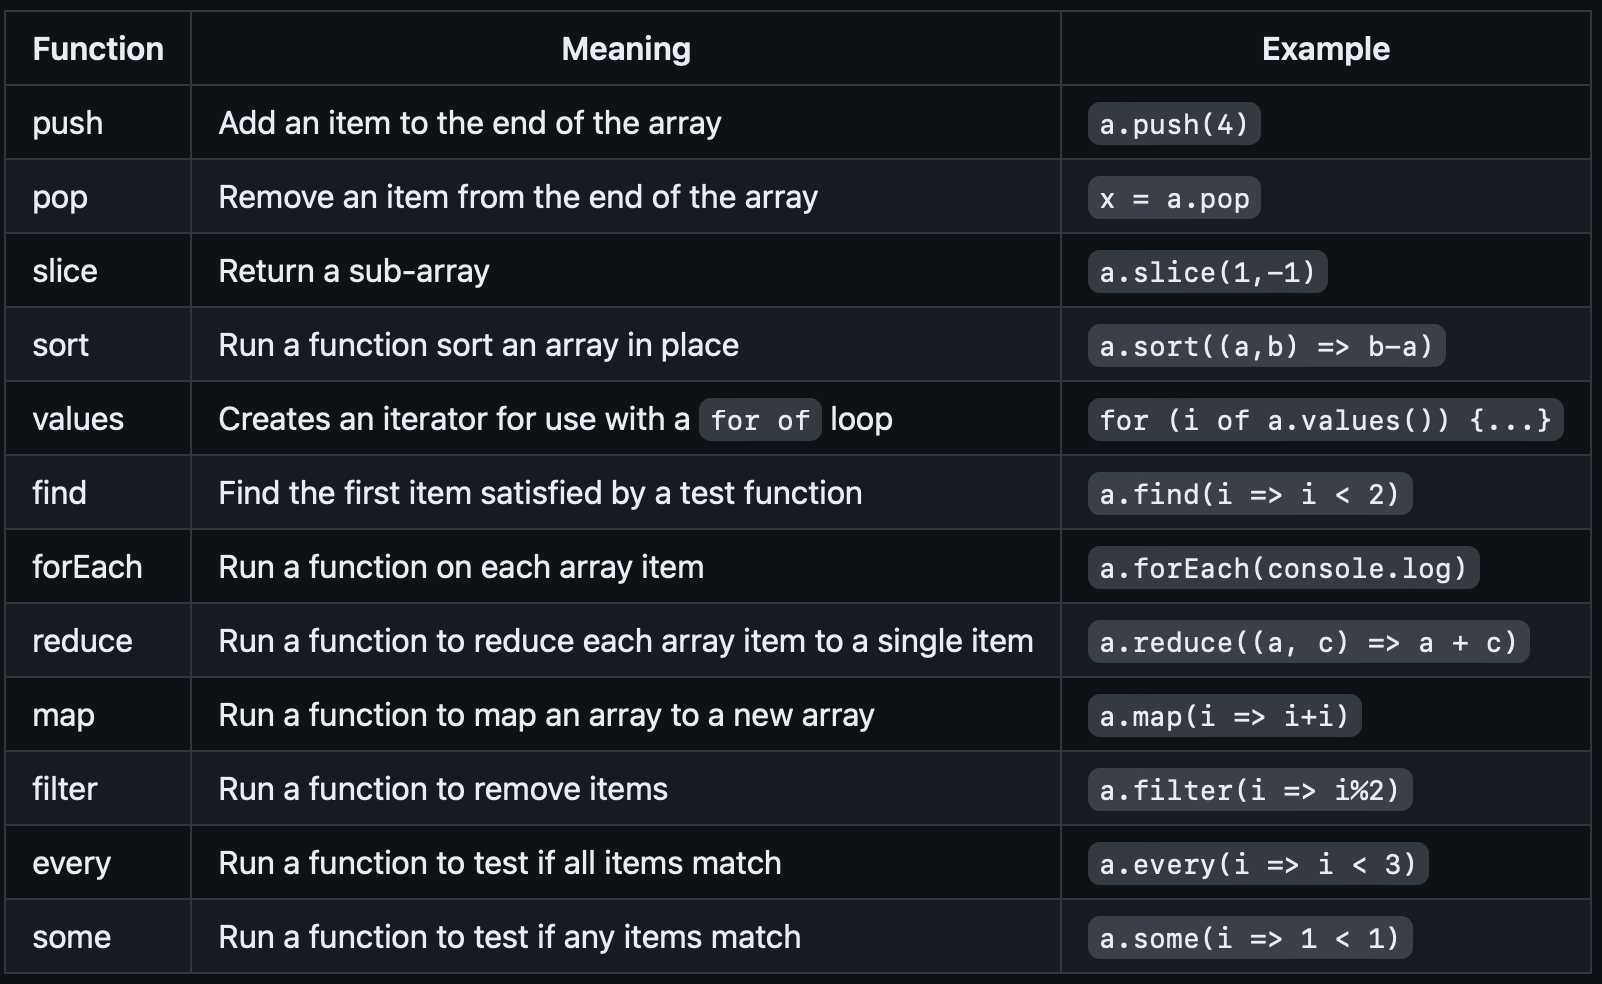 Function Meaning Example
push Add an item to the end of the array a.push(4)
pop Remove an item from the end of the array x = a.pop
slice Return a sub-array a.slice(1,-1)
sort Run a function sort an array in place a.sort((a,b) => b-a)
values Creates an iterator for use with a for of loop for (i of a.values()) {...}
find Find the first item satisfied by a test function a.find(i => i < 2)
forEach Run a function on each array item a.forEach(console.log)
reduce Run a function to reduce each array item to a single item a.reduce((a, c) => a + c)
map Run a function to map an array to a new array a.map(i => i+i)
filter Run a function to remove items a.filter(i => i%2)
every Run a function to test if all items match a.every(i => i < 3)
some Run a function to test if any items match a.some(i => 1 < 1)